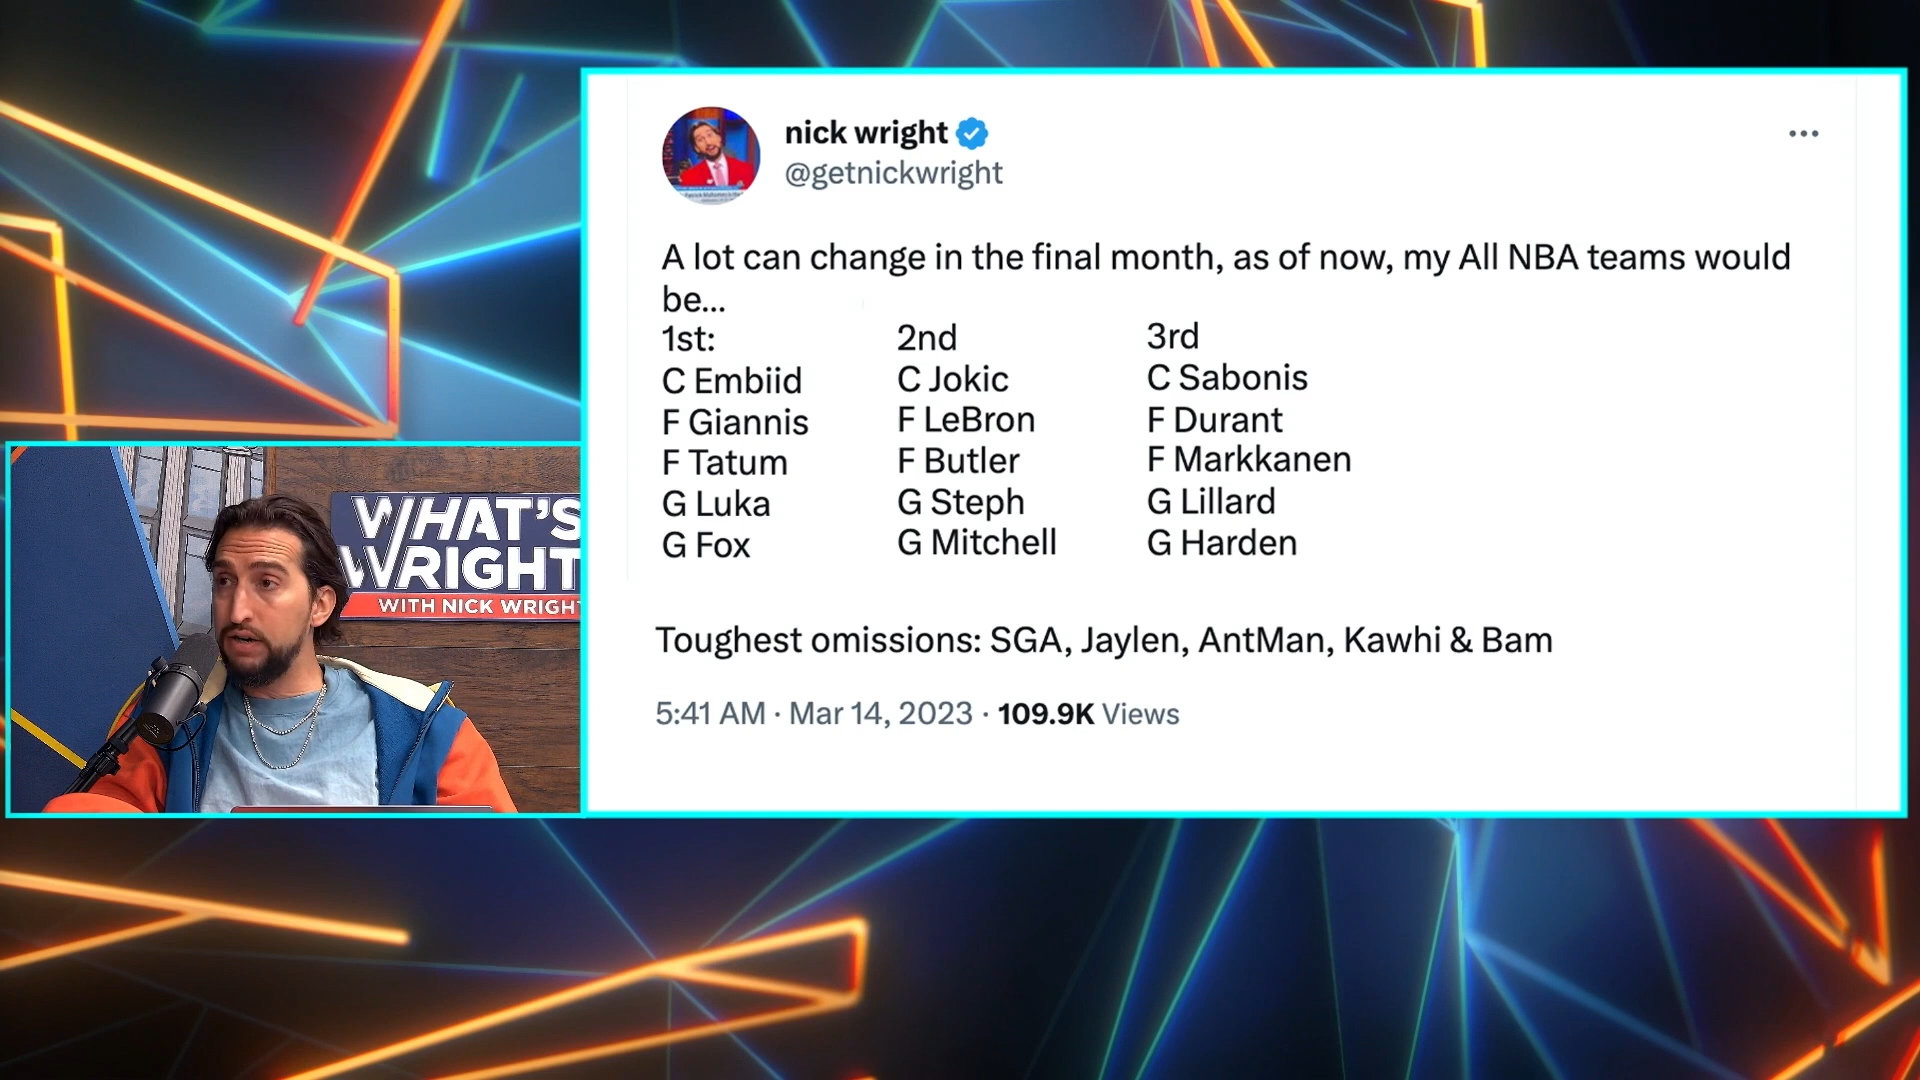 nick wright
@getnickwright
A lot can change in the final month, as of now, my All NBA teams would
be...
1st:
C Embiid
F Giannis
F Tatum
G Luka
G Fox
2nd
C Jokic
F LeBron
F Butler
G Steph
G Mitchell
3rd
C Sabonis
F Durant
F Markkanen
G Lillard
G Harden
Toughest omissions: SGA, Jaylen, AntMan, Kawhi & Bam
5:41 AM · Mar 14, 2023 · 109.9K Views
WHAT'S
WRIGHT
WITH NICK WRIGHT